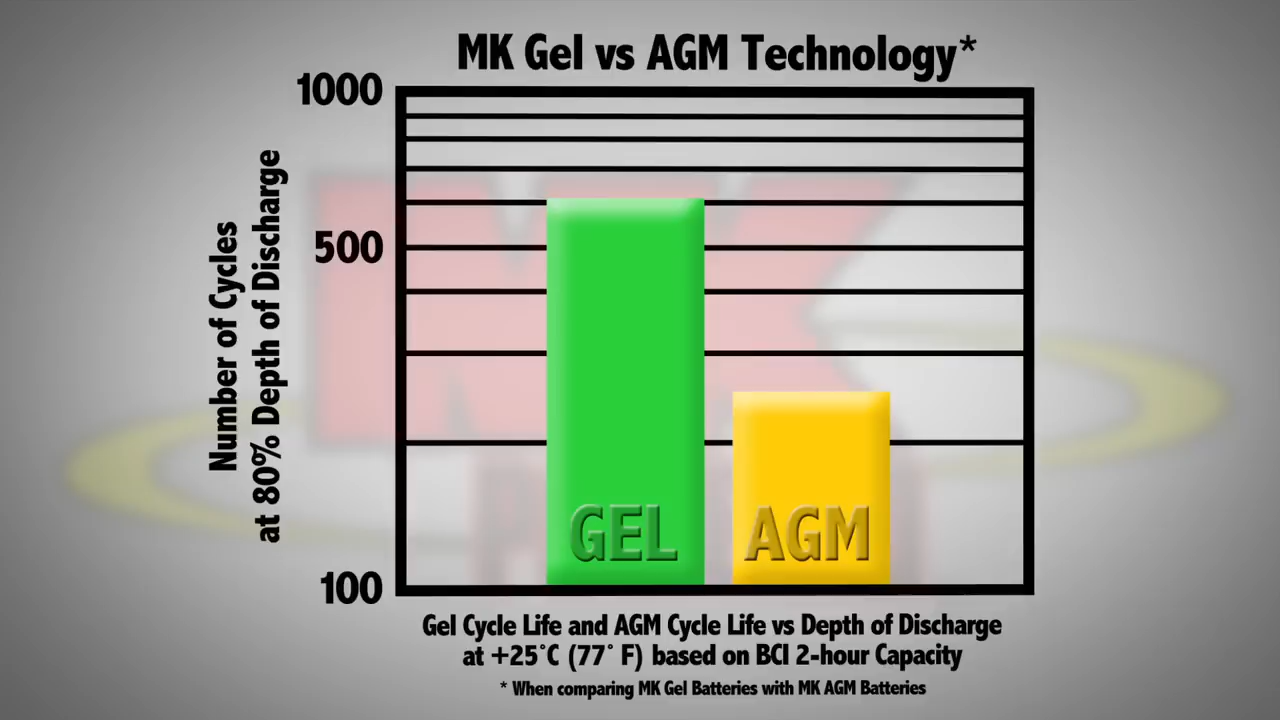 MK Gel vs AGM Technology*
1000
500
100
Number of Cycles
at 80% Depth of Discharge
GEL
AGM
Gel Cycle Life and AGM Cycle Life vs Depth of Discharge
at +25°C (77° F) based on BCI 2-hour Capacity
* When comparing MK Gel Batteries with MK AGM Batteries
MK